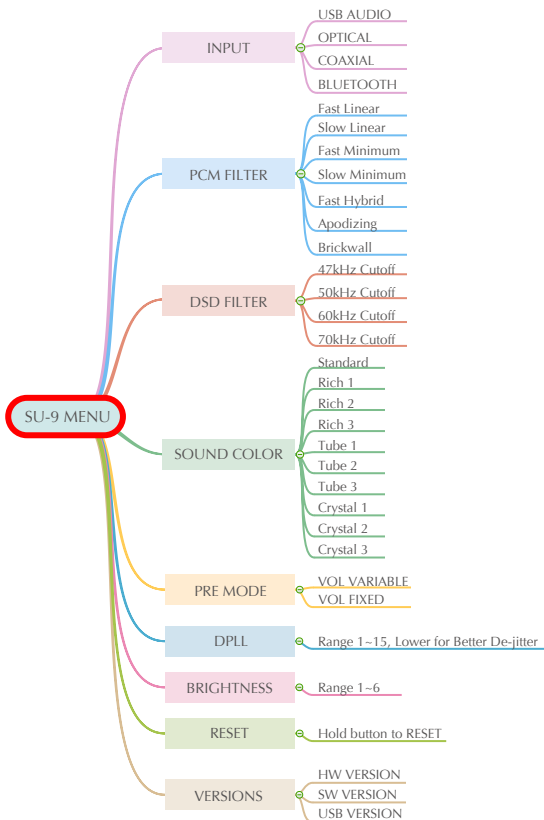 SU-9 MENU
INPUT
USB AUDIO
OPTICAL
COAXIAL
BLUETOOTH
PCM FILTER
Fast Linear
Slow Linear
Fast Minimum
Slow Minimum
Fast Hybrid
Apodizing
Brickwall
DSD FILTER
47kHz Cutoff
50kHz Cutoff
60kHz Cutoff
70kHz Cutoff
SOUND COLOR
Standard
Rich 1
Rich 2
Rich 3
Tube 1
Tube 2
Tube 3
Crystal 1
Crystal 2
Crystal 3
PRE MODE
VOL VARIABLE
VOL FIXED
DPLL
Range 1~15, Lower for Better De-jitter
BRIGHTNESS
Range 1~6
RESET
Hold button to RESET
VERSIONS
HW VERSION
SW VERSION
USB VERSION